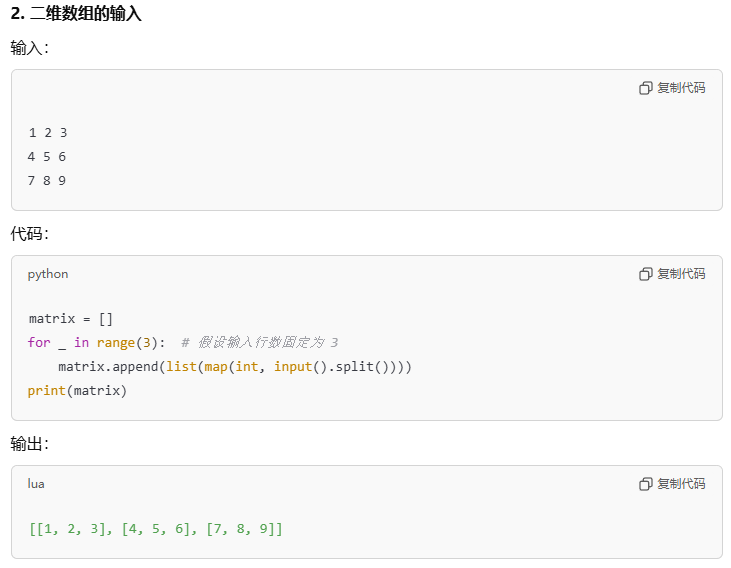 2. 二维数组的输入
输入：
复制代码
1 2 3
4 5 6
7 8 9
代码：
python 复制代码
matrix = []
for _ in range(3):  # 假设输入行数固定为 3
    matrix.append(list(map(int, input().split())))
print(matrix)
输出：
lua 复制代码
[[1, 2, 3], [4, 5, 6], [7, 8, 9]]